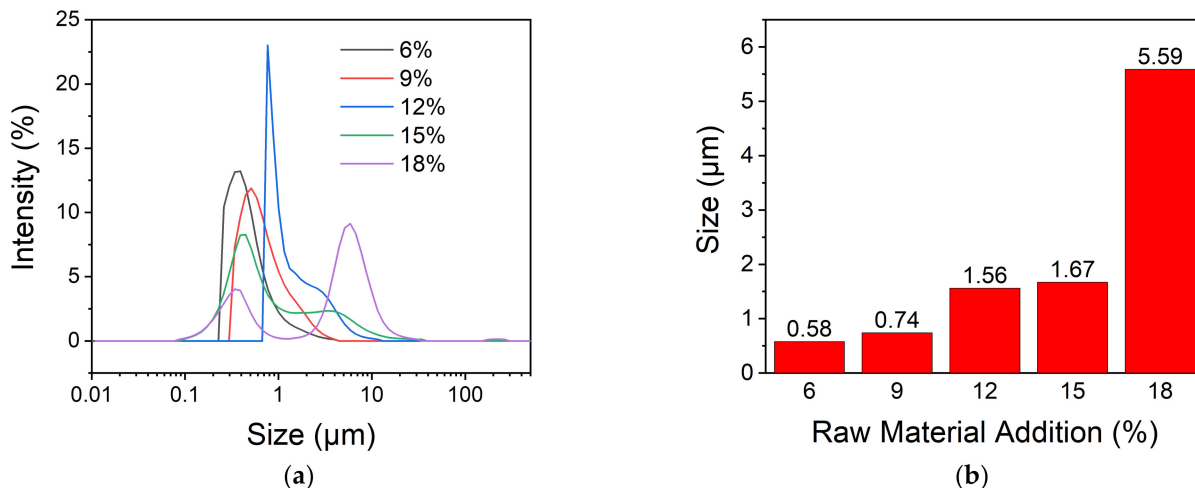 25
20
15
10
5
0
Intensity (%)
6%
9%
12%
15%
18%
0.01 0.1 1 10 100
Size (μm)
(a)
6
5
4
3
2
1
0
Size (μm)
0.58
0.74
1.56
1.67
5.59
6 9 12 15 18
Raw Material Addition (%)
(b)